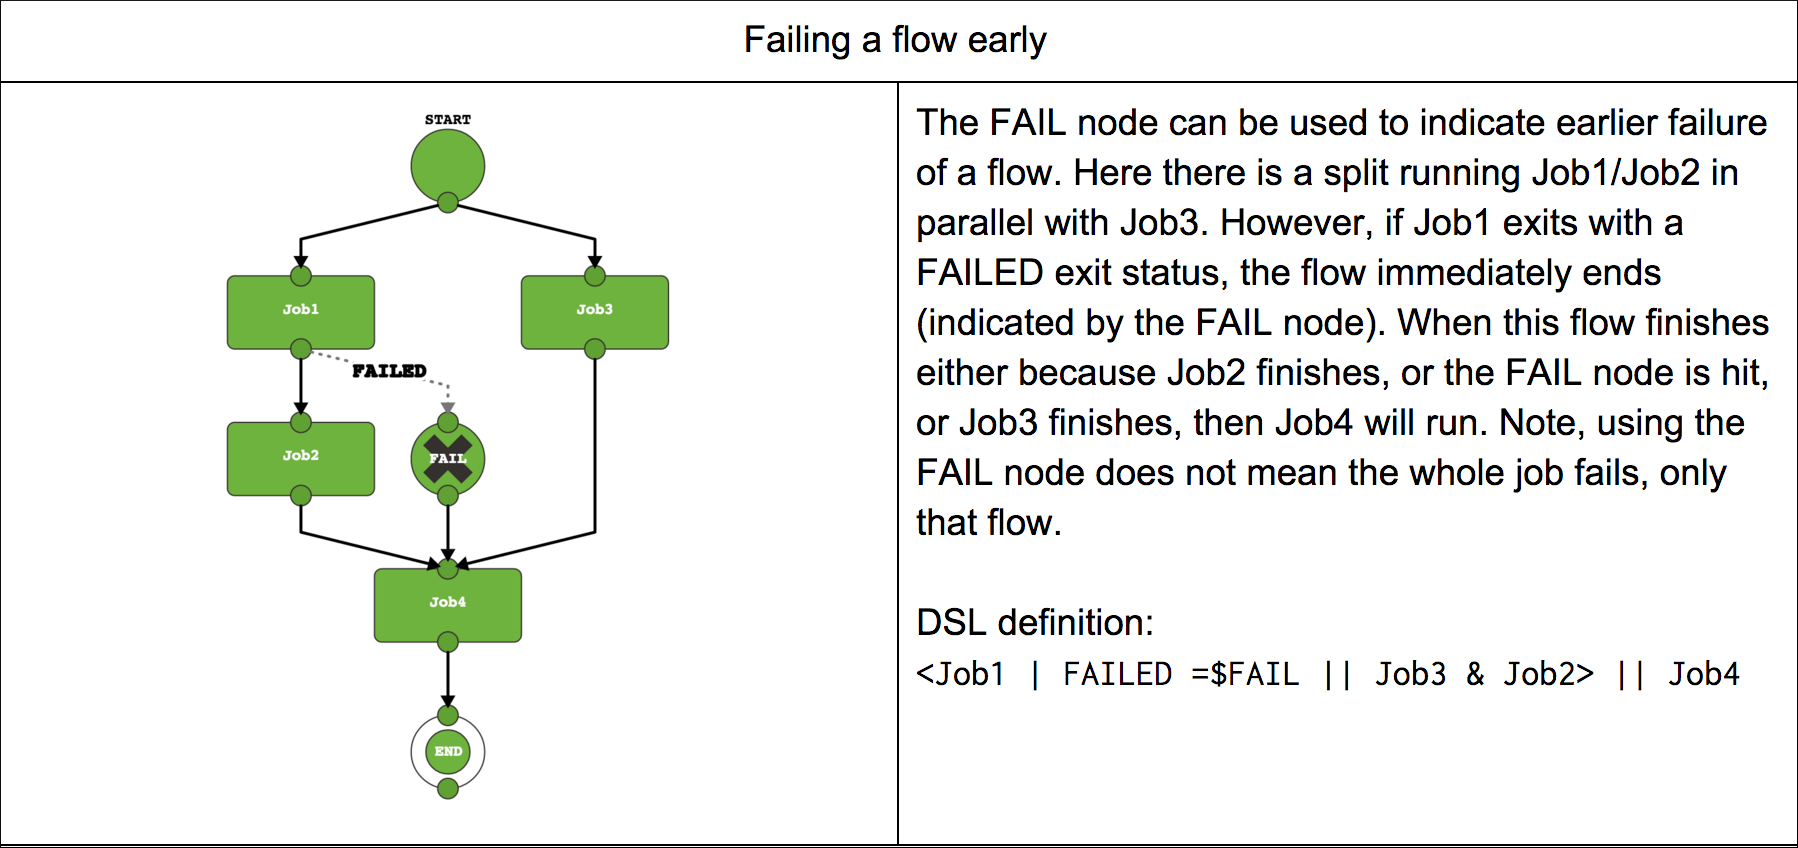 Failing a flow early
START
Job1
Job3
FAILED
Job2
FAIL
Job4
END
The FAIL node can be used to indicate earlier failure
of a flow. Here there is a split running Job1/Job2 in
parallel with Job3. However, if Job1 exits with a
FAILED exit status, the flow immediately ends
(indicated by the FAIL node). When this flow finishes
either because Job2 finishes, or the FAIL node is hit,
or Job3 finishes, then Job4 will run. Note, using the
FAIL node does not mean the whole job fails, only
that flow.
DSL definition:
<Job1 | FAILED =$FAIL || Job3 & Job2> || Job4